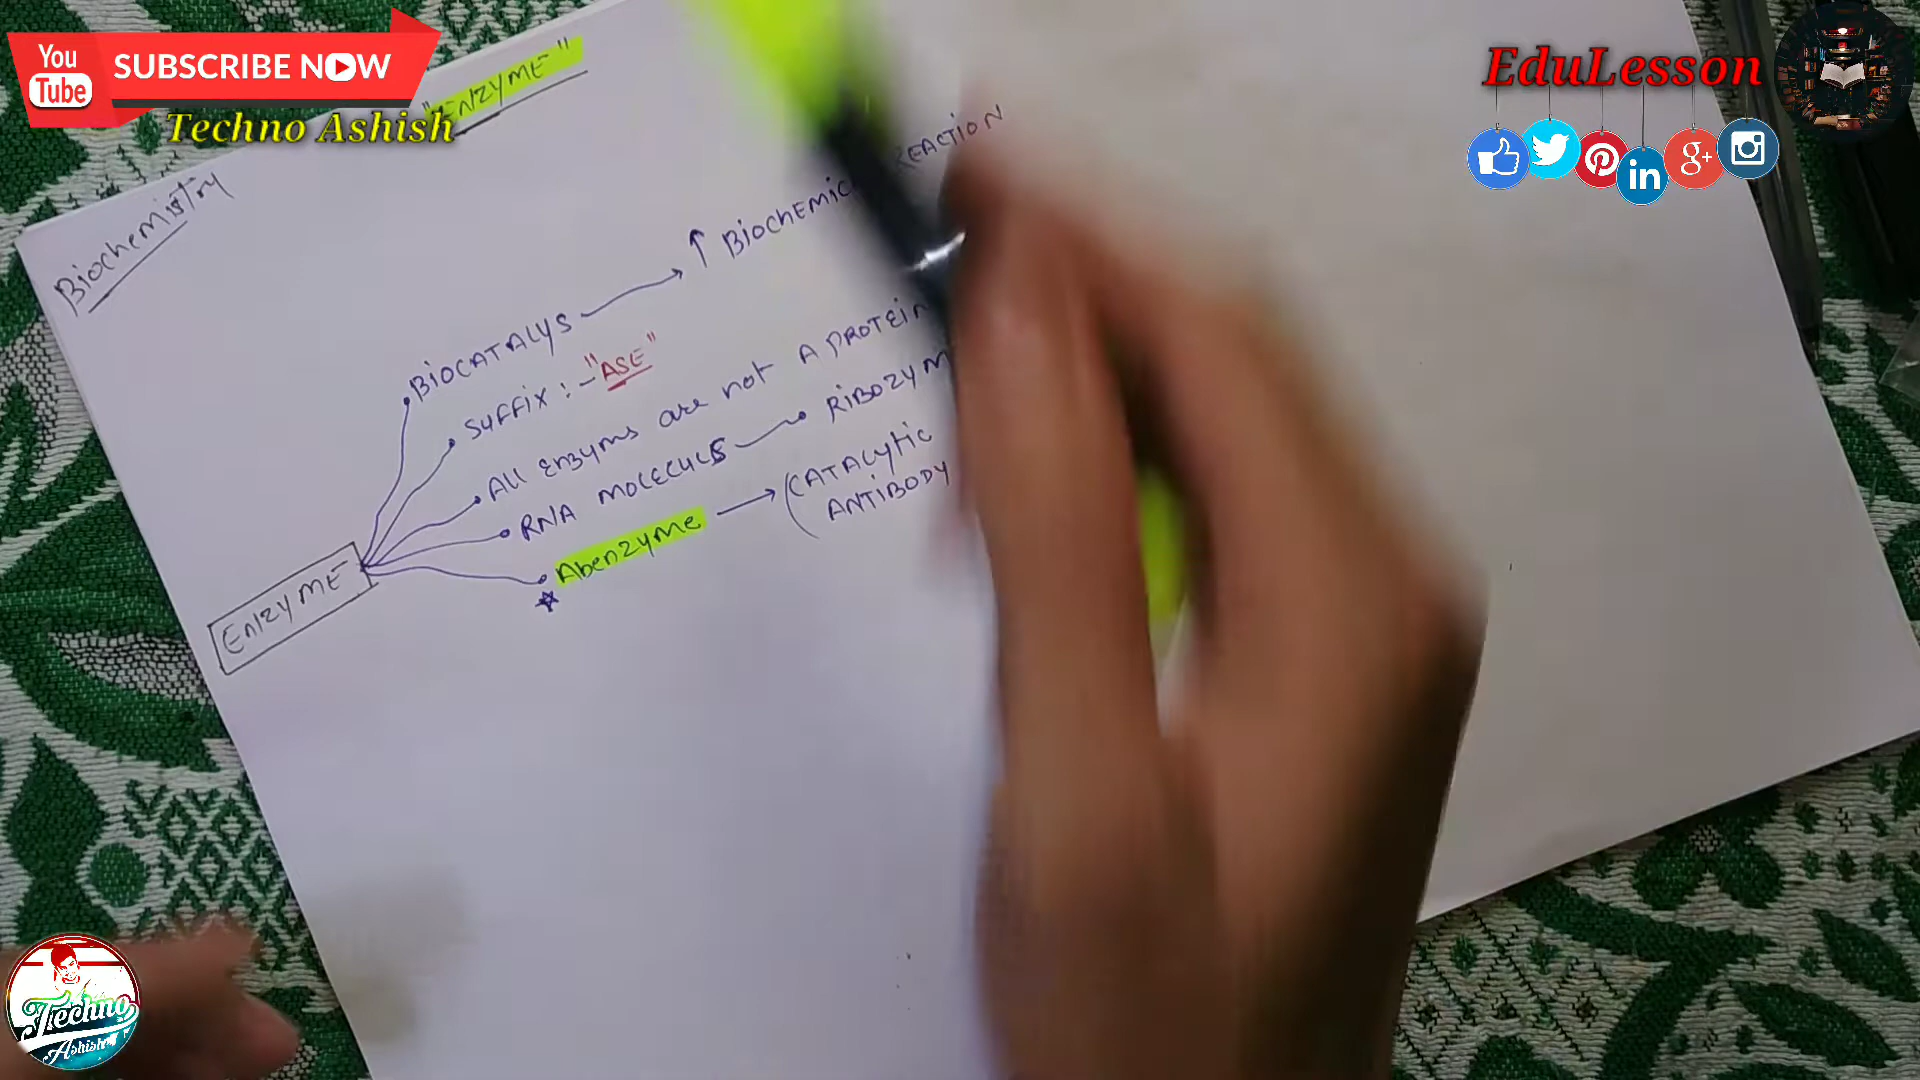 You Tube SUBSCRIBE NOW
Techno Ashish
EduLesson
"ENZYME"
Biochemistry
BIOCATALYS → ↑ BIOCHEMIC REACTION
SUFFIX :- "ASE"
All Enzyms are not A PROTEIN
RNA MOLECULS RIBOZYM
Abenzyme → (CATALYTIC
ANTIBODY
ENZYME
Techno
Ashish